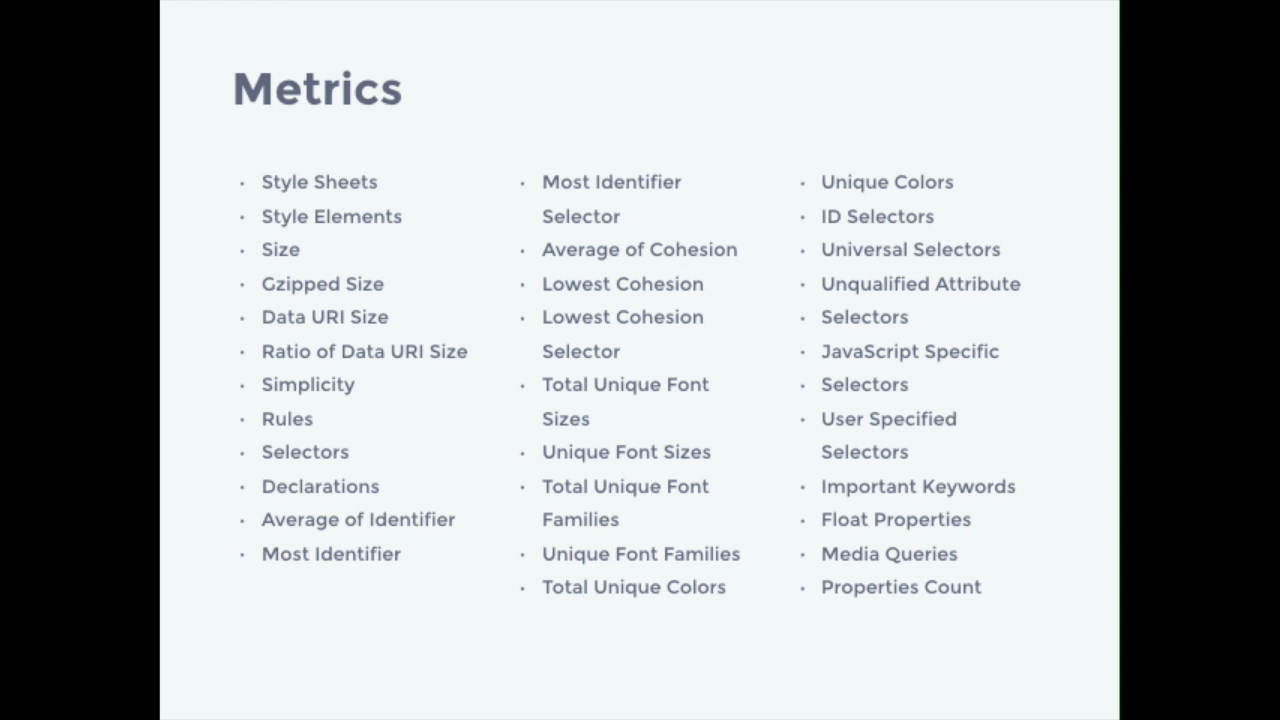 Metrics
· Style Sheets
· Style Elements
· Size
· Gzipped Size
· Data URI Size
· Ratio of Data URI Size
· Simplicity
· Rules
· Selectors
· Declarations
· Average of Identifier
· Most Identifier
· Most Identifier
Selector
· Average of Cohesion
· Lowest Cohesion
· Lowest Cohesion
Selector
· Total Unique Font
Sizes
· Unique Font Sizes
· Total Unique Font
Families
· Unique Font Families
· Total Unique Colors
· Unique Colors
· ID Selectors
· Universal Selectors
· Unqualified Attribute
· Selectors
· JavaScript Specific
· Selectors
· User Specified
Selectors
· Important Keywords
· Float Properties
· Media Queries
· Properties Count